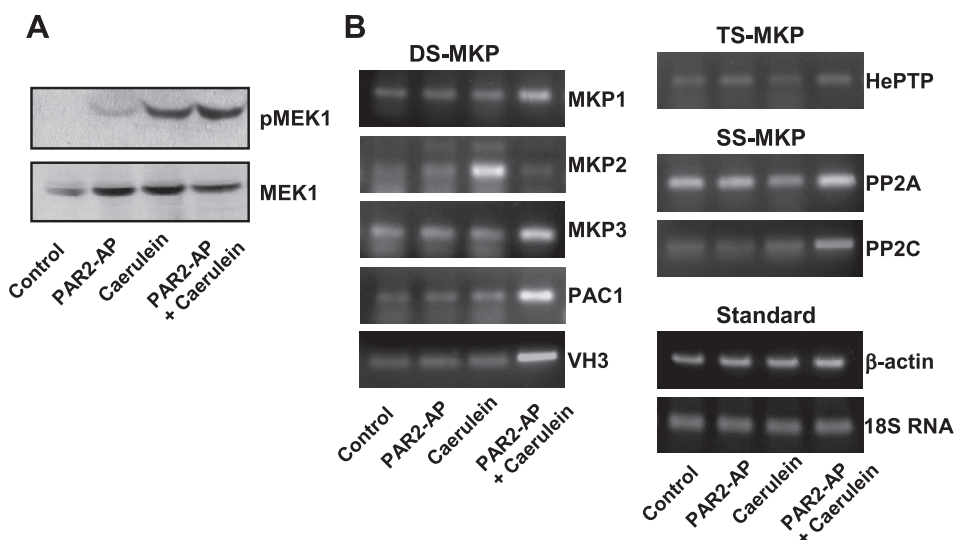 A
pMEK1
MEK1
Control
PAR2-AP
Caerulein
PAR2-AP
+ Caerulein
B
DS-MKP
MKP1
MKP2
MKP3
PAC1
VH3
Control
PAR2-AP
Caerulein
PAR2-AP
+ Caerulein
TS-MKP
HePTP
SS-MKP
PP2A
PP2C
Standard
β-actin
18S RNA
Control
PAR2-AP
Caerulein
PAR2-AP
+ Caerulein